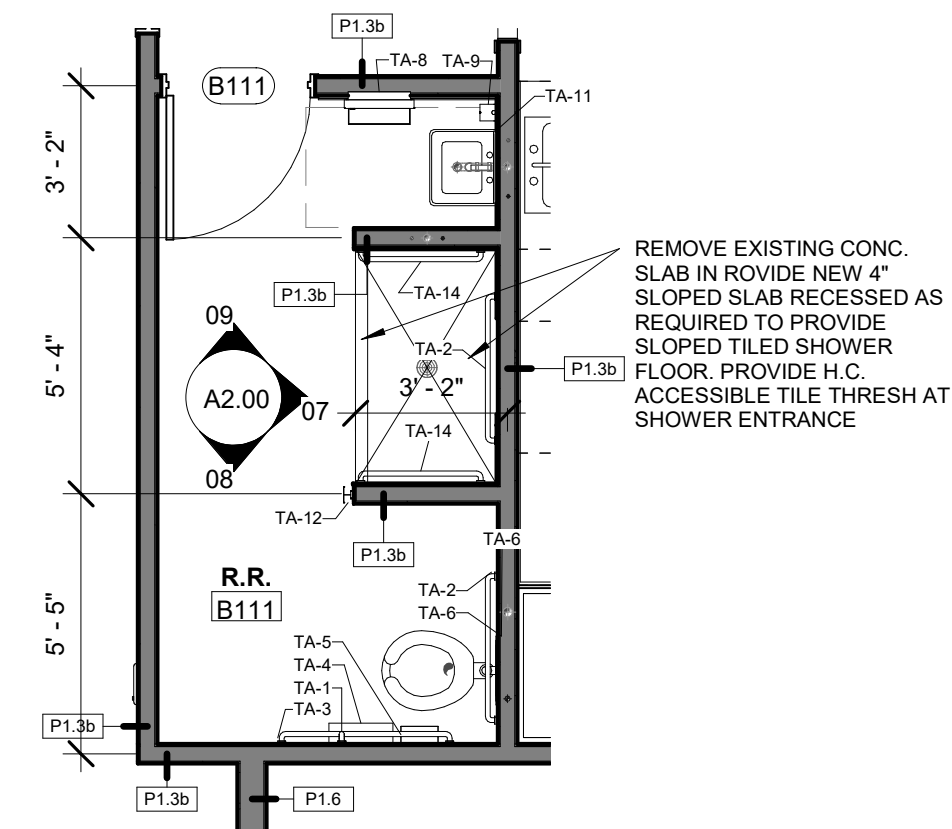 P1.3b
B111
TA-8
TA-9
TA-11
3' - 2"
P1.3b
TA-14
REMOVE EXISTING CONC.
SLAB IN ROVIDE NEW 4"
SLOPED SLAB RECESSED AS
REQUIRED TO PROVIDE
SLOPED TILED SHOWER
FLOOR. PROVIDE H.C.
ACCESSIBLE TILE THRESH AT
SHOWER ENTRANCE
09
A2.00
07
08
5' - 4"
TA-2
3' - 2"
P1.3b
TA-14
TA-12
P1.3b
TA-6
R.R.
B111
TA-2
TA-6
5' - 5"
TA-5
TA-4
TA-1
TA-3
P1.3b
P1.3b
P1.6